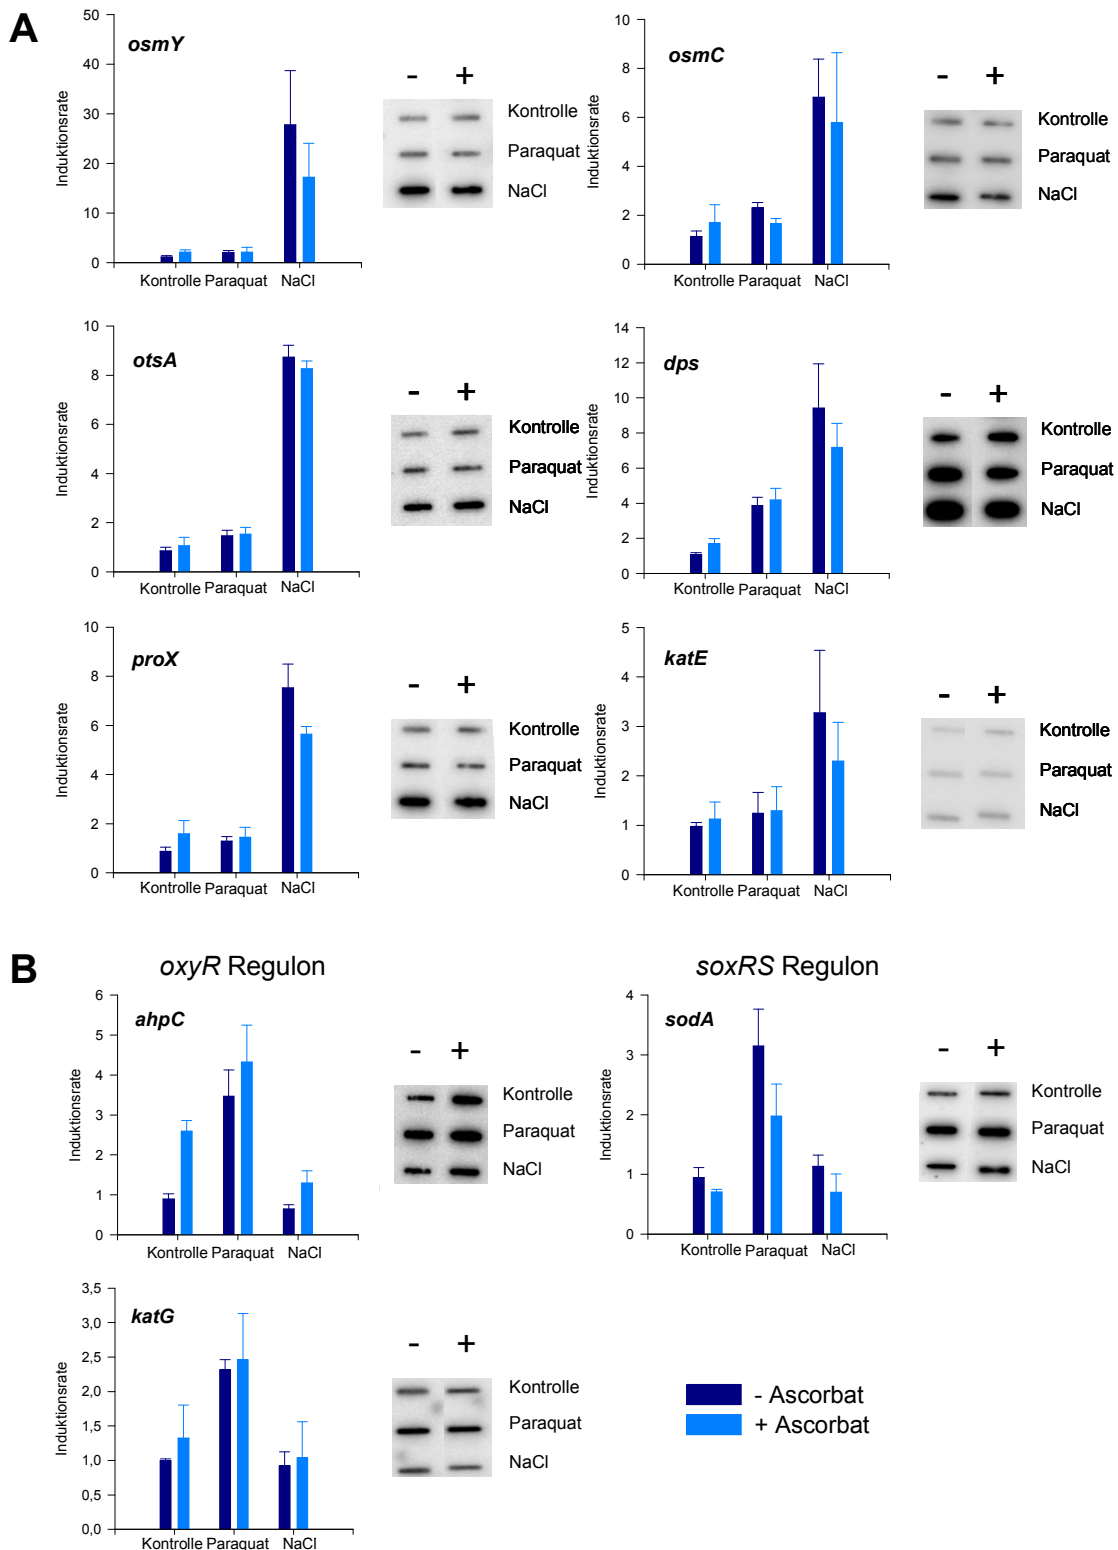 A
osmY
Induktionsrate
50
40
30
20
10
0
Kontrolle Paraquat NaCl
- +
Kontrolle
Paraquat
NaCl
osmC
Induktionsrate
10
8
6
4
2
0
Kontrolle Paraquat NaCl
- +
Kontrolle
Paraquat
NaCl
otsA
Induktionsrate
10
8
6
4
2
0
Kontrolle Paraquat NaCl
- +
Kontrolle
Paraquat
NaCl
dps
Induktionsrate
14
12
10
8
6
4
2
0
Kontrolle Paraquat NaCl
- +
Kontrolle
Paraquat
NaCl
proX
Induktionsrate
10
8
6
4
2
0
Kontrolle Paraquat NaCl
- +
Kontrolle
Paraquat
NaCl
katE
Induktionsrate
5
4
3
2
1
0
Kontrolle Paraquat NaCl
- +
Kontrolle
Paraquat
NaCl
B
oxyR Regulon
soxRS Regulon
ahpC
Induktionsrate
6
5
4
3
2
1
0
Kontrolle Paraquat NaCl
- +
Kontrolle
Paraquat
NaCl
sodA
Induktionsrate
4
3
2
1
0
Kontrolle Paraquat NaCl
- +
Kontrolle
Paraquat
NaCl
katG
Induktionsrate
3,5
3,0
2,5
2,0
1,5
1,0
0,5
0,0
Kontrolle Paraquat NaCl
- +
Kontrolle
Paraquat
NaCl
- Ascorbat
+ Ascorbat